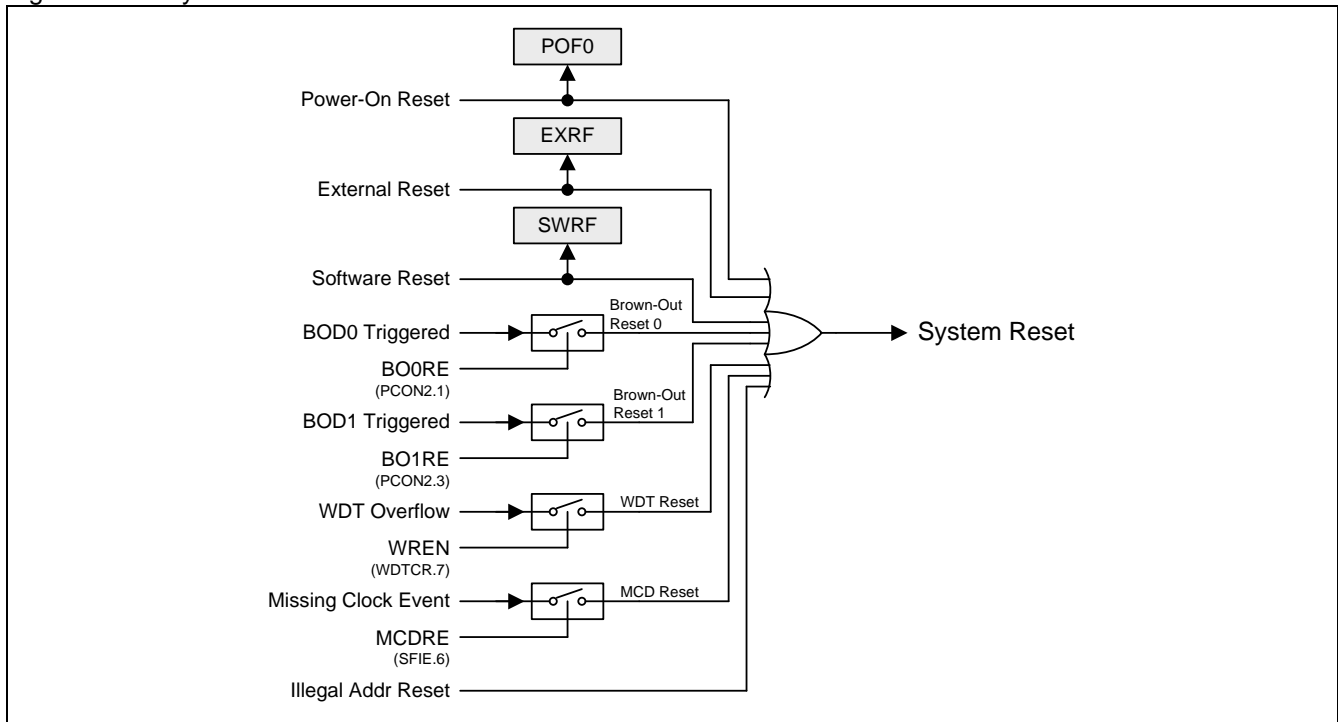 POF0
Power-On Reset
EXRF
External Reset
SWRF
Software Reset
Brown-Out
Reset 0
BOD0 Triggered
BO0RE
(PCON2.1)
System Reset
Brown-Out
Reset 1
BOD1 Triggered
BO1RE
(PCON2.3)
WDT Overflow
WDT Reset
WREN
(WDTCR.7)
Missing Clock Event
MCD Reset
MCDRE
(SFIE.6)
Illegal Addr Reset